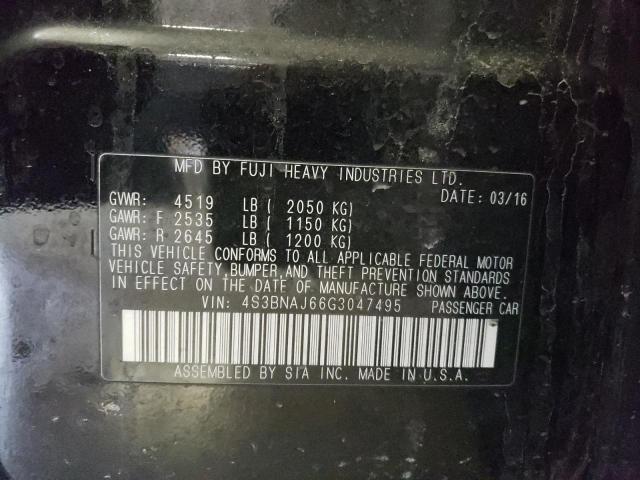 MFD BY FUJI HEAVY INDUSTRIES LTD.
DATE: 03/16
GVWR: 4519 LB ( 2050 KG)
GAWR: F 2535 LB ( 1150 KG)
GAWR: R 2645 LB ( 1200 KG)
THIS VEHICLE CONFORMS TO ALL APPLICABLE FEDERAL MOTOR
VEHICLE SAFETY,BUMPER,AND THEFT PREVENTION STANDARDS
IN EFFECT ON THE DATE OF MANUFACTURE SHOWN ABOVE.
VIN: 4S3BNAJ66G3047495 PASSENGER CAR
ASSEMBLED BY SIA INC. MADE IN U.S.A.